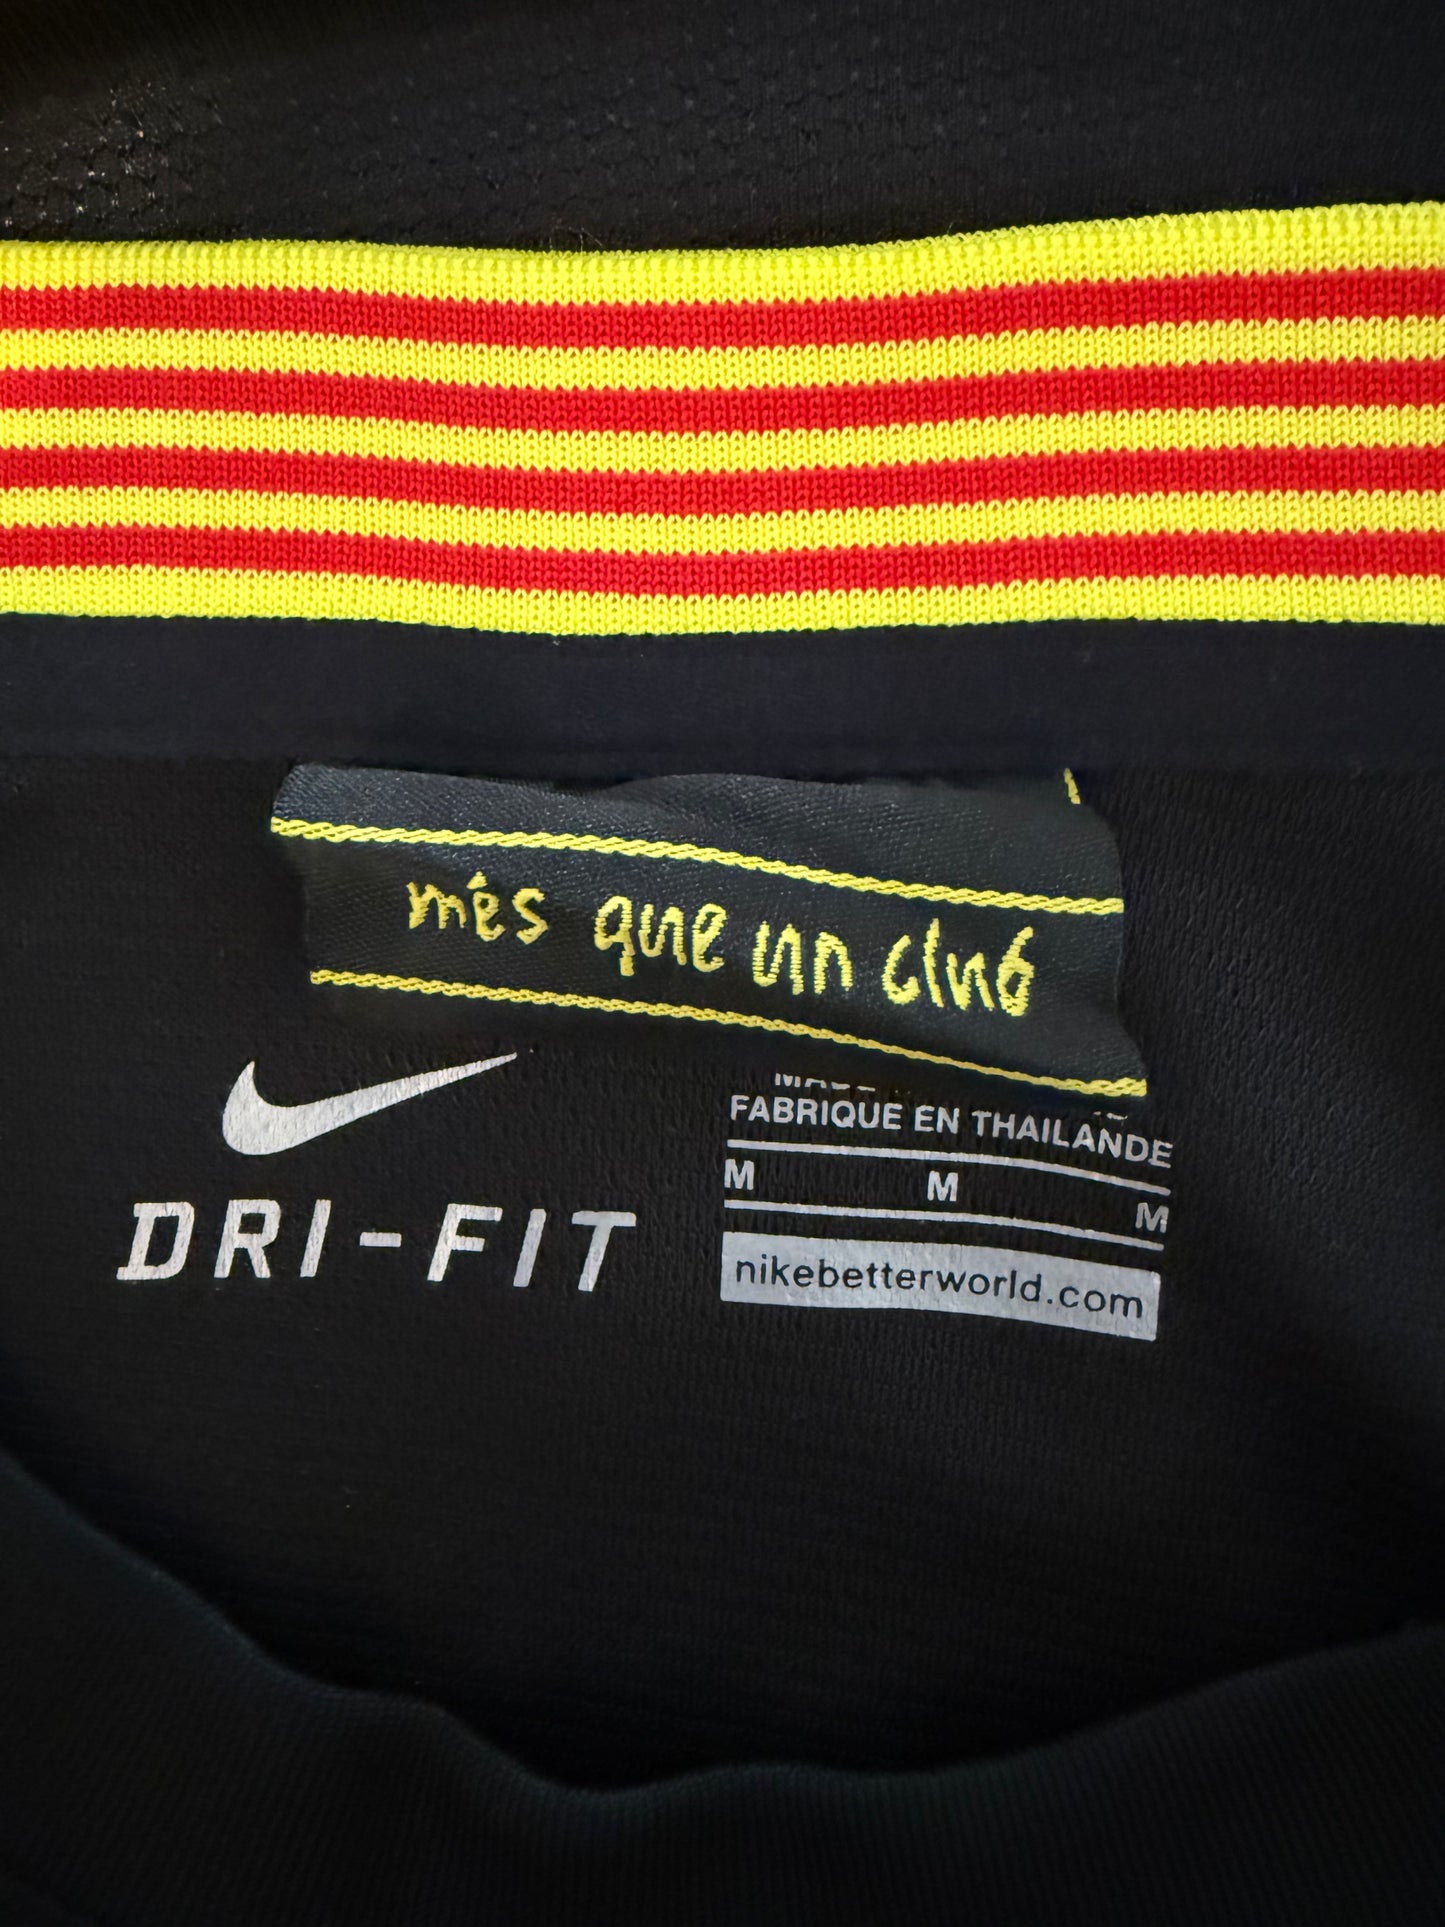 més que un club
DRI-FIT
FABRIQUE EN THAILANDE
M M M
nikebetterworld.com